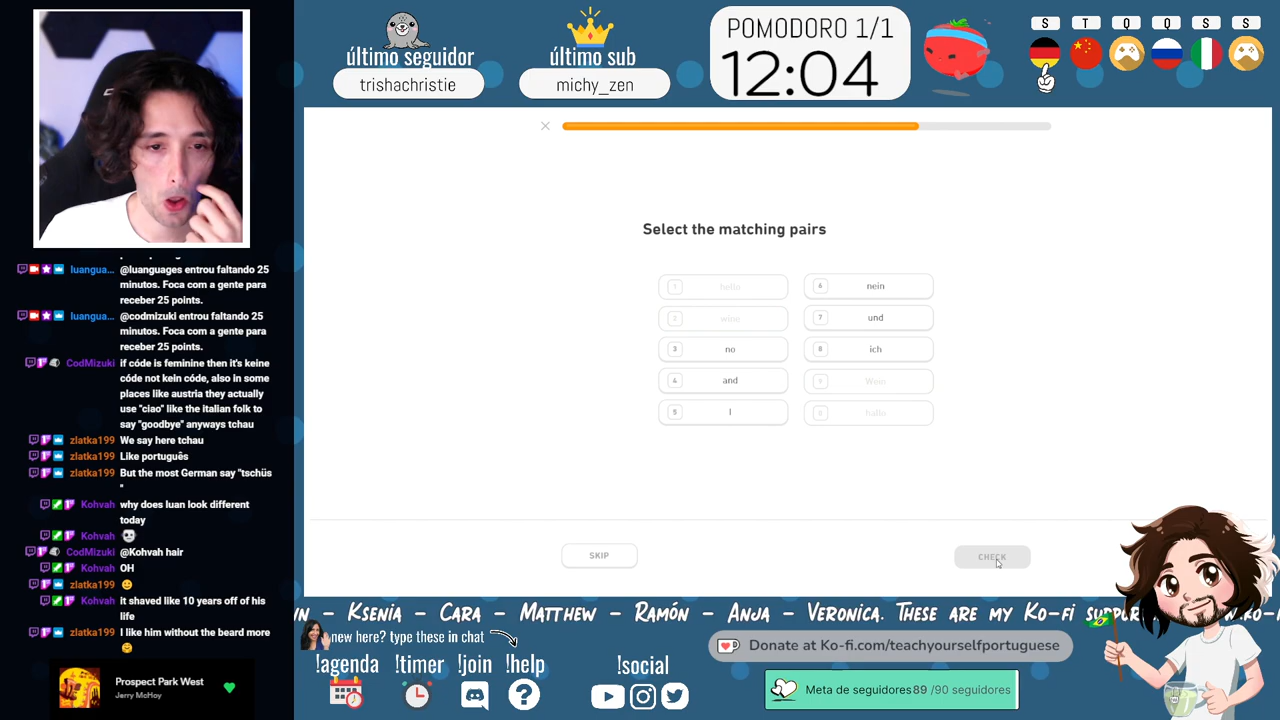 último seguidor
trishachristie
último sub
michy_zen
POMODORO 1/1
12:04
S T Q Q S S
Select the matching pairs
1 hello
2 wine
3 no
4 and
5 I
6 nein
7 und
8 ich
9 Wein
hallo
SKIP
CHECK
luangua... @luanguages entrou faltando 25
minutos. Foca com a gente para
receber 25 points.
luangua... @codmizuki entrou faltando 25
minutos. Foca com a gente para
receber 25 points.
CodMizuki if códe is feminine then it's keine
códe not kein códe, also in some
places like austria they actually
use "ciao" like the italian folk to
say "goodbye" anyways tchau
zlatka199 We say here tchau
zlatka199 Like português
zlatka199 But the most German say "tschüs
"
Kohvah why does luan look different
today
Kohvah
CodMizuki @Kohvah hair
Kohvah OH
zlatka199
Kohvah it shaved like 10 years off of his
life
zlatka199 I like him without the beard more
Prospect Park West
Jerry McHoy
- Ksenia - Cara - Matthew - Ramón - Anja - Veronica. These are my Ko-fi
new here? type these in chat
!agenda !timer !join !help !social
Donate at Ko-fi.com/teachyourselfportuguese
Meta de seguidores 89 /90 seguidores